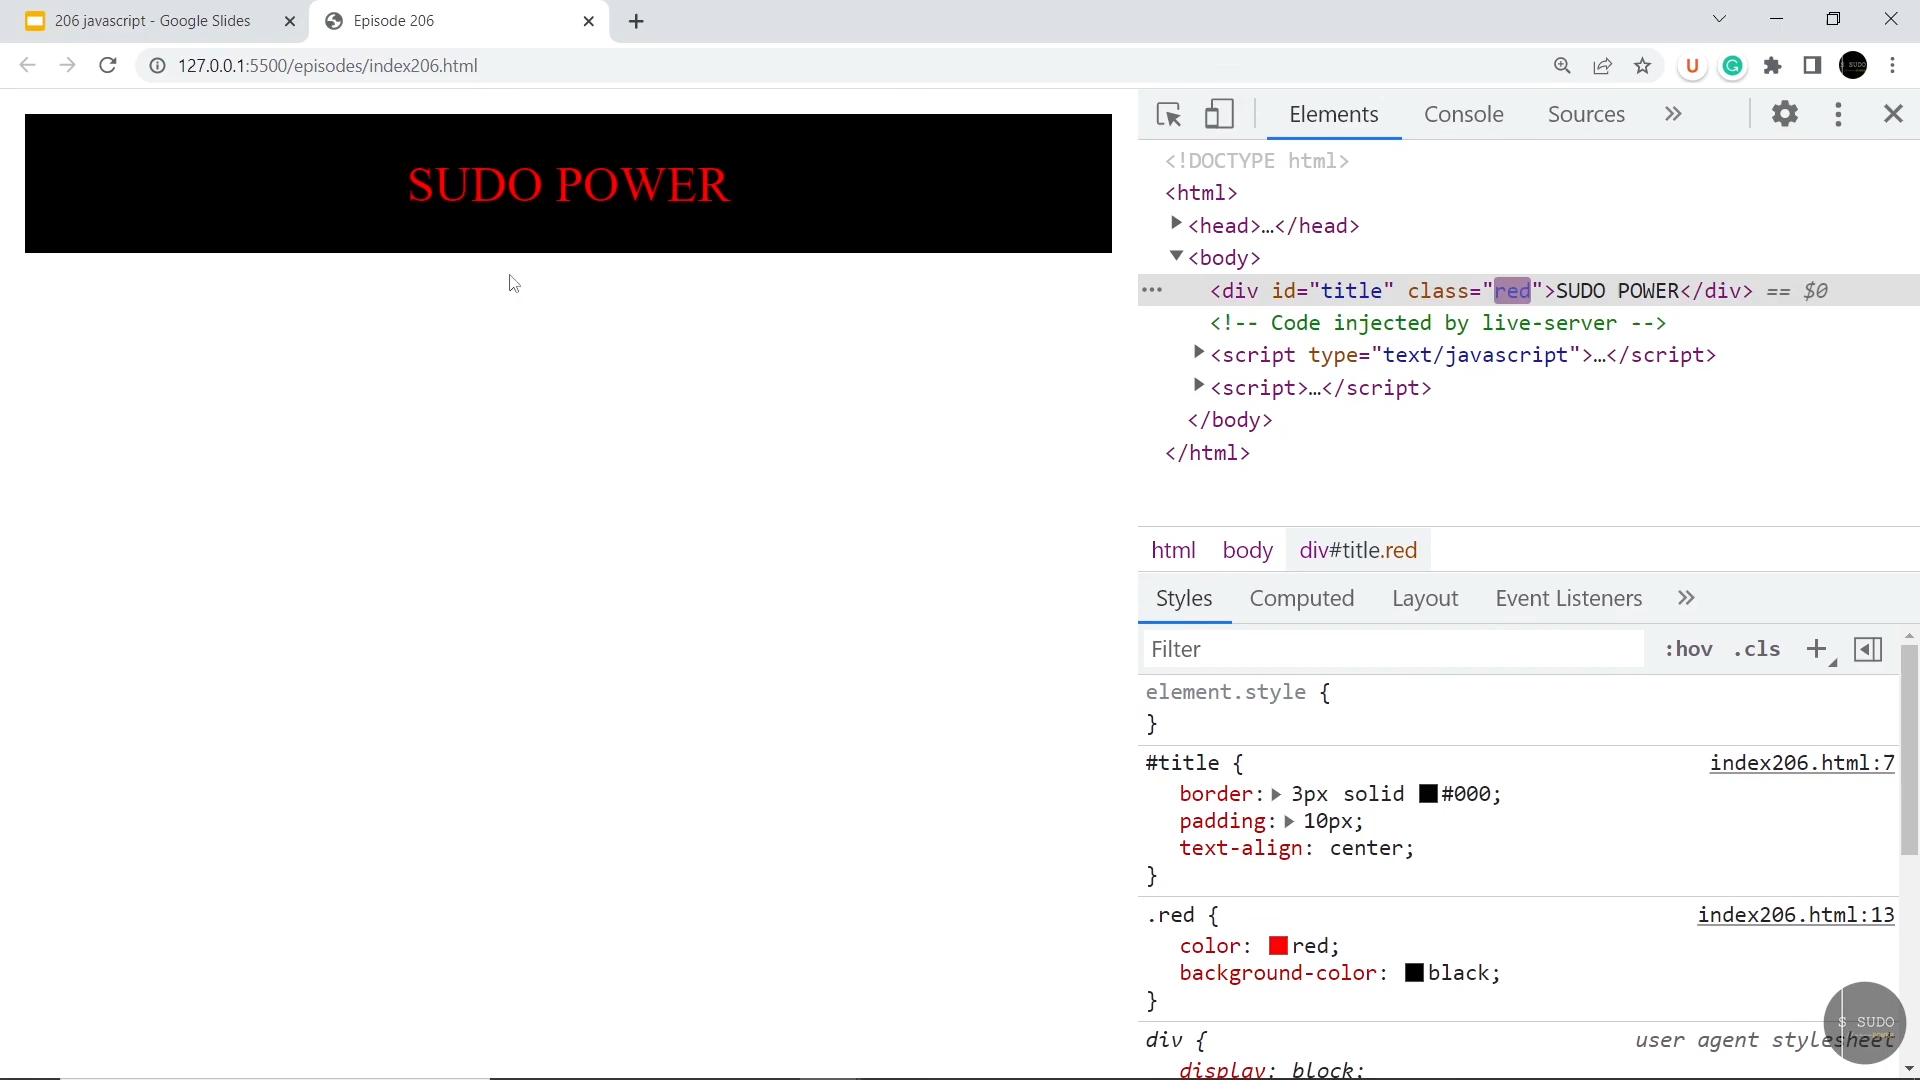 206 javascript - Google Slides
Episode 206
127.0.0.1:5500/episodes/index206.html
U
G
SUDO
SUDO POWER
Elements
Console
Sources
<!DOCTYPE html>
<html>
<head>…</head>
<body>
<div id="title" class="red">SUDO POWER</div> == $0
<!-- Code injected by live-server -->
<script type="text/javascript">…</script>
<script>…</script>
</body>
</html>
html
body
div#title.red
Styles
Computed
Layout
Event Listeners
Filter
:hov
.cls
element.style {
}
#title {
index206.html:7
border: 3px solid #000;
padding: 10px;
text-align: center;
}
.red {
index206.html:13
color: red;
background-color: black;
}
div {
user agent stylesheet
display: block;
$ SUDO